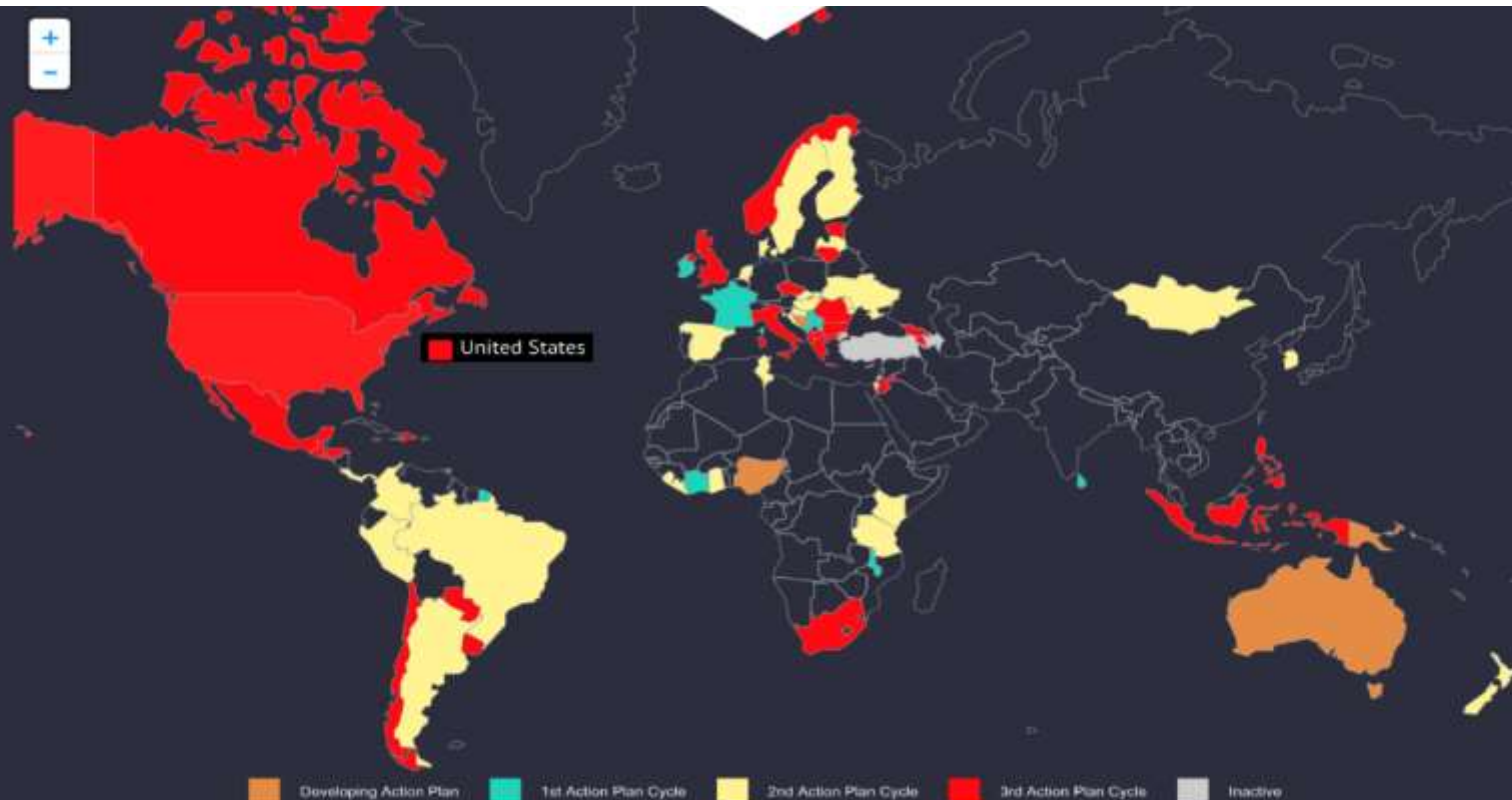 +
−
United States
Developing Action Plan
1st Action Plan Cycle
2nd Action Plan Cycle
3rd Action Plan Cycle
Inactive